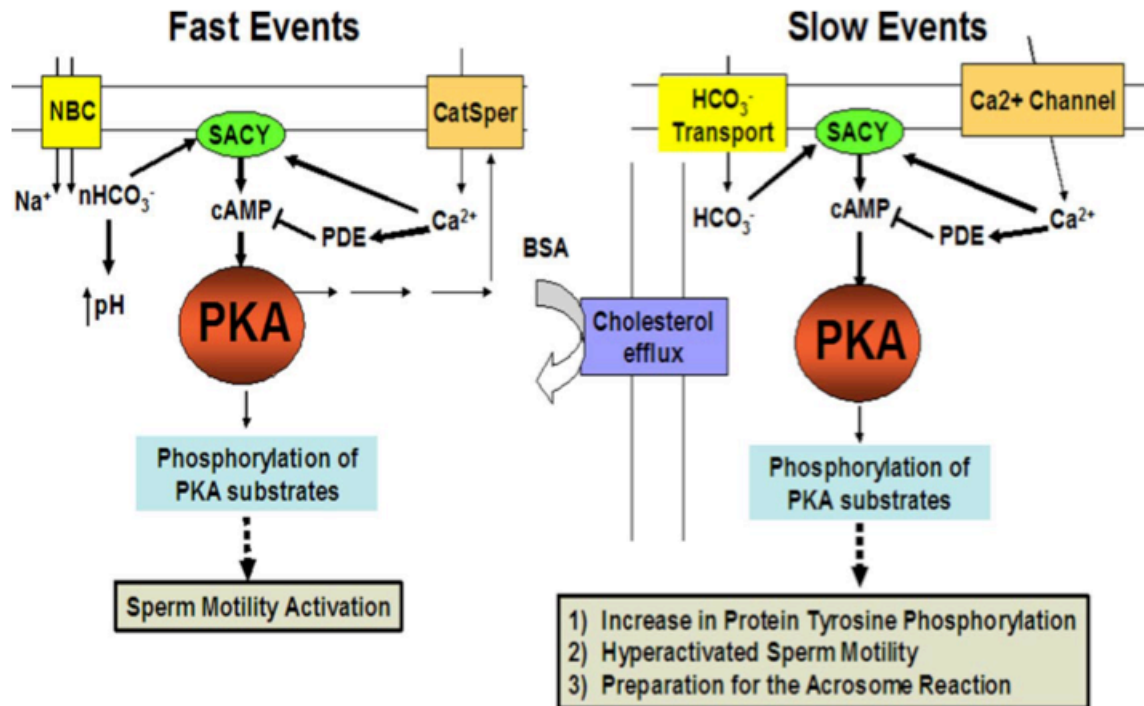 Fast Events
NBC
SACY
CatSper
Na⁺
nHCO₃⁻
cAMP
PDE
Ca²⁺
pH
PKA
Phosphorylation of
PKA substrates
Sperm Motility Activation
BSA
Cholesterol
efflux
Slow Events
HCO₃⁻
Transport
SACY
Ca2+ Channel
HCO₃⁻
cAMP
PDE
Ca²⁺
PKA
Phosphorylation of
PKA substrates
1) Increase in Protein Tyrosine Phosphorylation
2) Hyperactivated Sperm Motility
3) Preparation for the Acrosome Reaction